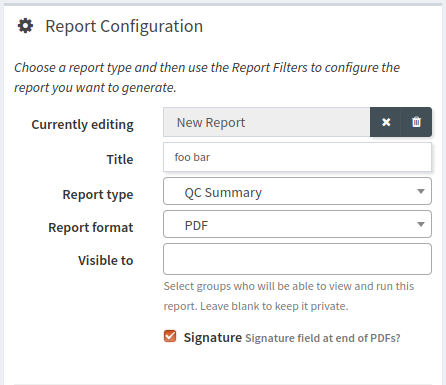 Report Configuration
Choose a report type and then use the Report Filters to configure the
report you want to generate.
Currently editing New Report
Title foo bar
Report type QC Summary
Report format PDF
Visible to
Select groups who will be able to view and run this
report. Leave blank to keep it private.
Signature Signature field at end of PDFs?